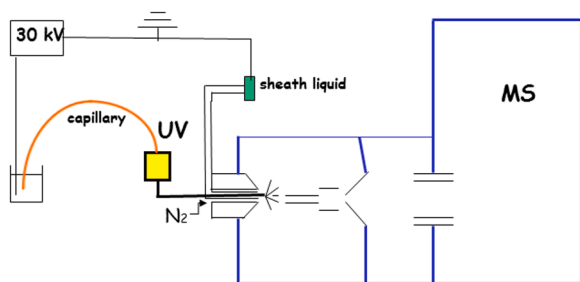 30 kV
sheath liquid
capillary
UV
MS
N₂